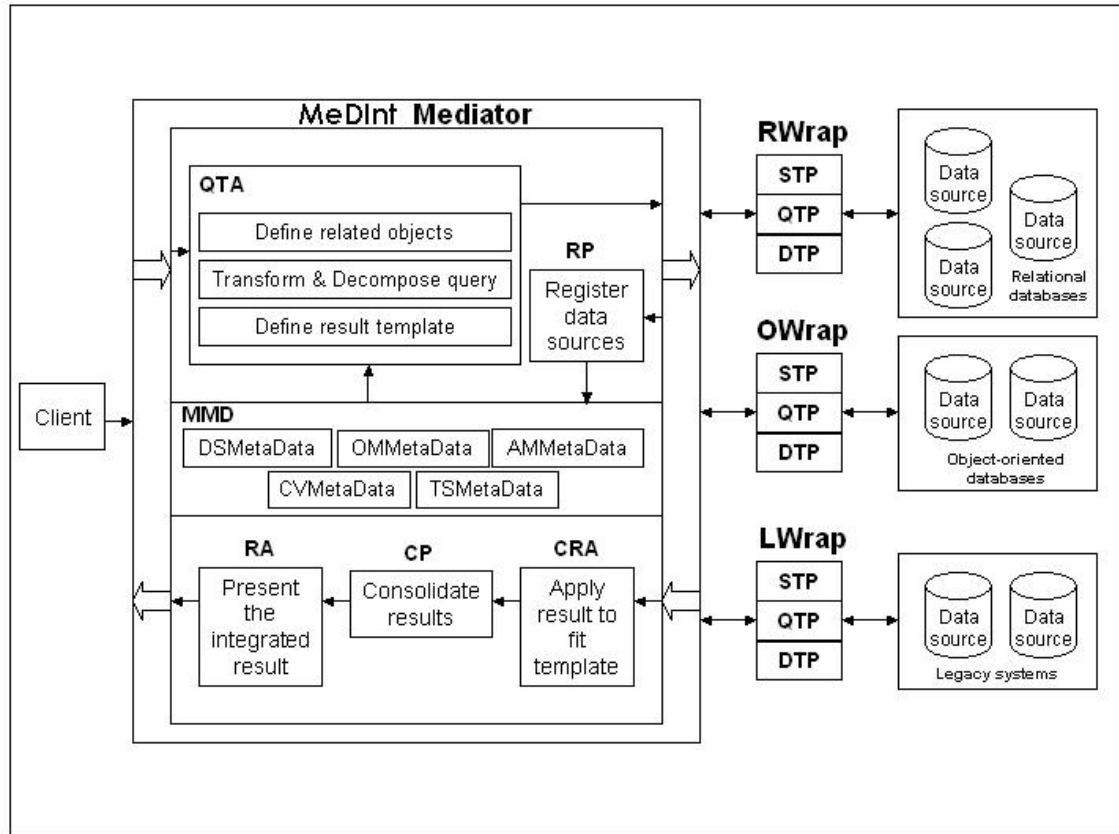 MeDInt Mediator
QTA
Define related objects
Transform & Decompose query
Define result template
RP
Register
data
sources
Client
MMD
DSMetaData
OMMetaData
AMMetaData
CVMetaData
TSMetaData
RA
Present
the
integrated
result
CP
Consolidate
results
CRA
Apply
result to
fit
template
RWrap
STP
QTP
DTP
Data
source
Data
source
Data
source
Relational
databases
OWrap
STP
QTP
DTP
Data
source
Data
source
Object-oriented
databases
LWrap
STP
QTP
DTP
Data
source
Data
source
Legacy systems